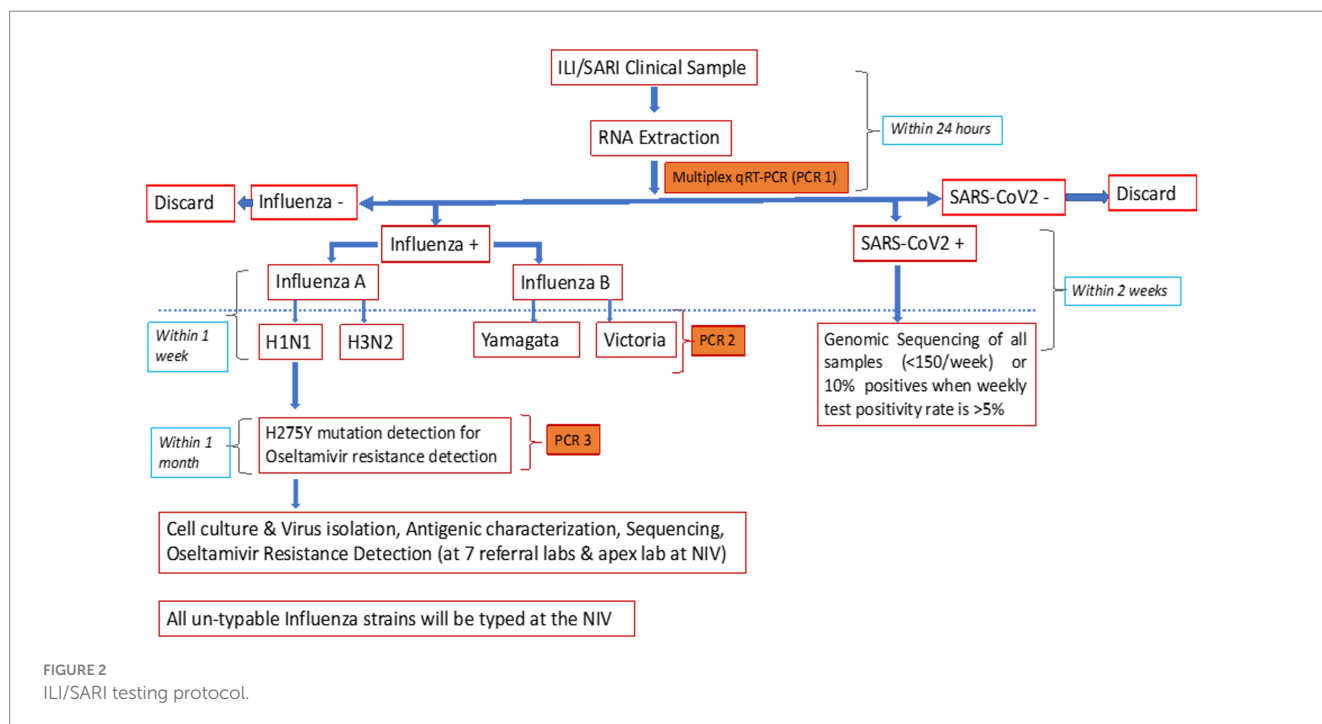 ILI/SARI Clinical Sample
Within 24 hours
RNA Extraction
Multiplex qRT-PCR (PCR 1)
Discard
Influenza -
SARS-CoV2 -
Discard
Influenza +
SARS-CoV2 +
Influenza A
Influenza B
Within 2 weeks
Within 1
week
H1N1
H3N2
Yamagata
Victoria
PCR 2
Genomic Sequencing of all
samples (<150/week) or
10% positives when weekly
test positivity rate is >5%
Within 1
month
H275Y mutation detection for
Oseltamivir resistance detection
PCR 3
Cell culture & Virus isolation, Antigenic characterization, Sequencing,
Oseltamivir Resistance Detection (at 7 referral labs & apex lab at NIV)
All un-typable Influenza strains will be typed at the NIV
FIGURE 2
ILI/SARI testing protocol.